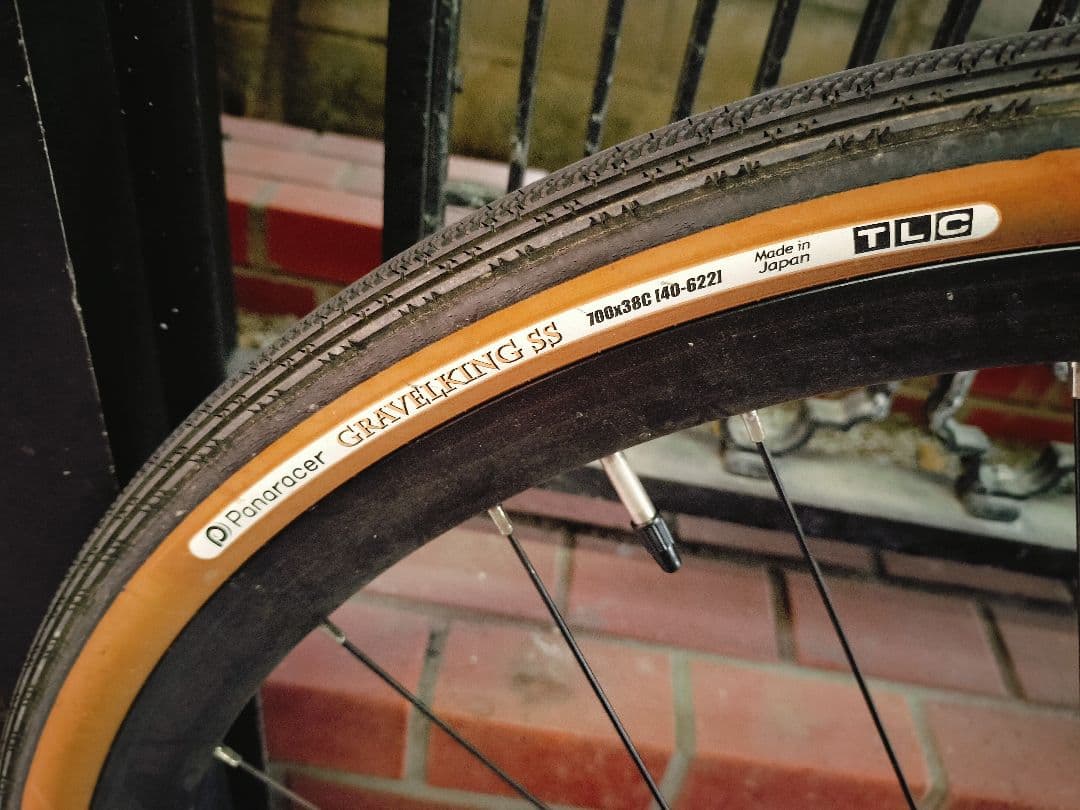 Panaracer GRAVELKING SS 700x38C [40-622] Made in
Japan TLC